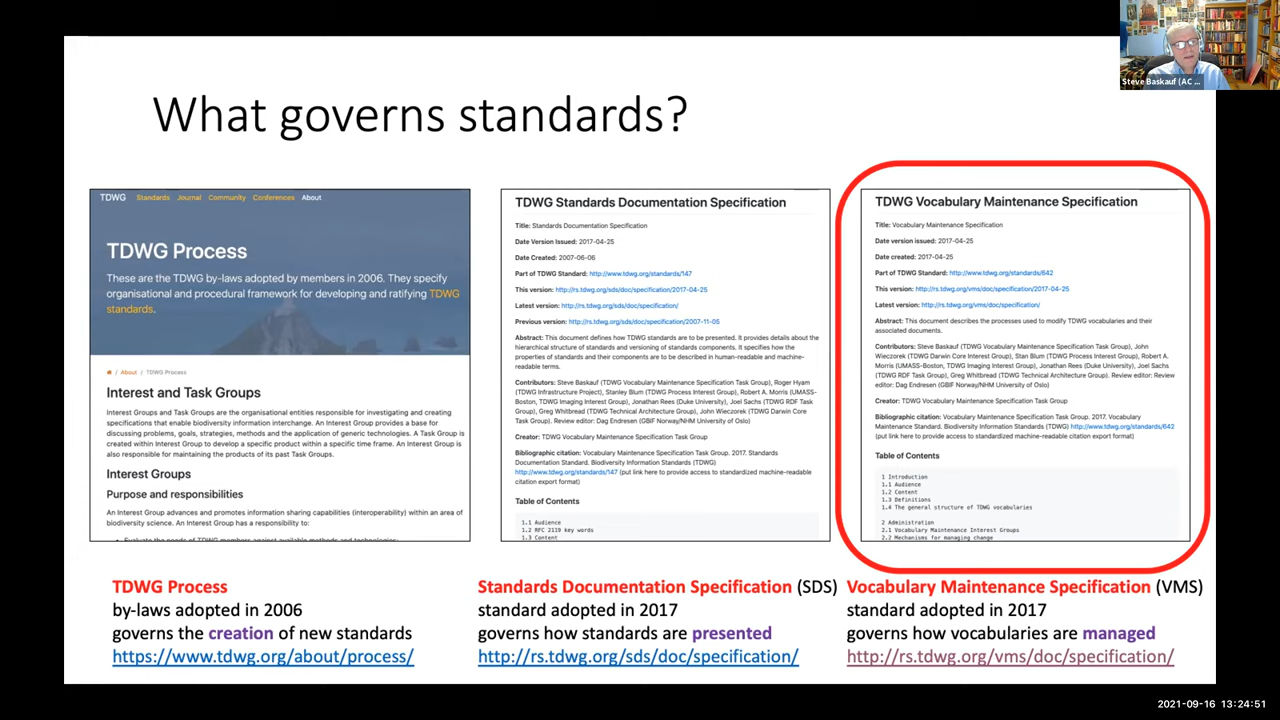 Steve Baskauf (AC ...
What governs standards?
TDWG Standards Journal Community Conferences About
TDWG Process
These are the TDWG by-laws adopted by members in 2006. They specify
organisational and procedural framework for developing and ratifying TDWG
standards.
/ About / TDWG Process
Interest and Task Groups
Interest Groups and Task Groups are the organisational entities responsible for investigating and creating
specifications that enable biodiversity information interchange. An Interest Group provides a base for
discussing problems, goals, strategies, methods and the application of generic technologies. A Task Group is
created within Interest Group to develop a specific product within a specific time frame. An Interest Group is
also responsible for maintaining the products of its past Task Groups.
Interest Groups
Purpose and responsibilities
An Interest Group advances and promotes information sharing capabilities (interoperability) within an area of
biodiversity science. An Interest Group has a responsibility to:
• Evaluate the needs of TDWG members against available methods and technologies;
TDWG Standards Documentation Specification
Title: Standards Documentation Specification
Date Version Issued: 2017-04-25
Date Created: 2007-06-06
Part of TDWG Standard: http://www.tdwg.org/standards/147
This version: http://rs.tdwg.org/sds/doc/specification/2017-04-25
Latest version: http://rs.tdwg.org/sds/doc/specification/
Previous version: http://rs.tdwg.org/sds/doc/specification/2007-11-05
Abstract: This document defines how TDWG standards are to be presented. It provides details about the
hierarchical structure of standards and versioning of standards components. It specifies how the
properties of standards and their components are to be described in human-readable and machine-
readable terms.
Contributors: Steve Baskauf (TDWG Vocabulary Maintenance Specification Task Group), Roger Hyam
(TDWG Infrastructure Project), Stanley Blum (TDWG Process Interest Group), Robert A. Morris (UMASS-
Boston, TDWG Imaging Interest Group), Jonathan Rees (Duke University), Joel Sachs (TDWG RDF Task
Group), Greg Whitbread (TDWG Technical Architecture Group), John Wieczorek (TDWG Darwin Core
Task Group). Review editor: Dag Endresen (GBIF Norway/NHM University of Oslo)
Creator: TDWG Vocabulary Maintenance Specification Task Group
Bibliographic citation: Vocabulary Maintenance Specification Task Group. 2017. Standards
Documentation Standard. Biodiversity Information Standards (TDWG)
http://www.tdwg.org/standards/147 (put link here to provide access to standardized machine-readable
citation export format)
Table of Contents
1.1 Audience
1.2 RFC 2119 key words
1.3 Content
TDWG Vocabulary Maintenance Specification
Title: Vocabulary Maintenance Specification
Date version issued: 2017-04-25
Date created: 2017-04-25
Part of TDWG Standard: http://www.tdwg.org/standards/642
This version: http://rs.tdwg.org/vms/doc/specification/2017-04-25
Latest version: http://rs.tdwg.org/vms/doc/specification/
Abstract: This document describes the processes used to modify TDWG vocabularies and their
associated documents.
Contributors: Steve Baskauf (TDWG Vocabulary Maintenance Specification Task Group), John
Wieczorek (TDWG Darwin Core Interest Group), Stan Blum (TDWG Process Interest Group), Robert A.
Morris (UMASS-Boston, TDWG Imaging Interest Group), Jonathan Rees (Duke University), Joel Sachs
(TDWG RDF Task Group), Greg Whitbread (TDWG Technical Architecture Group). Review editor: Review
editor: Dag Endresen (GBIF Norway/NHM University of Oslo)
Creator: TDWG Vocabulary Maintenance Specification Task Group
Bibliographic citation: Vocabulary Maintenance Specification Task Group. 2017. Vocabulary
Maintenance Standard. Biodiversity Information Standards (TDWG) http://www.tdwg.org/standards/642
(put link here to provide access to standardized machine-readable citation export format)
Table of Contents
1 Introduction
1.1 Audience
1.2 Content
1.3 Definitions
1.4 The general structure of TDWG vocabularies
2 Administration
2.1 Vocabulary Maintenance Interest Groups
2.2 Mechanisms for managing change
TDWG Process
by-laws adopted in 2006
governs the creation of new standards
https://www.tdwg.org/about/process/
Standards Documentation Specification (SDS)
standard adopted in 2017
governs how standards are presented
http://rs.tdwg.org/sds/doc/specification/
Vocabulary Maintenance Specification (VMS)
standard adopted in 2017
governs how vocabularies are managed
http://rs.tdwg.org/vms/doc/specification/
2021-09-16 13:24:51